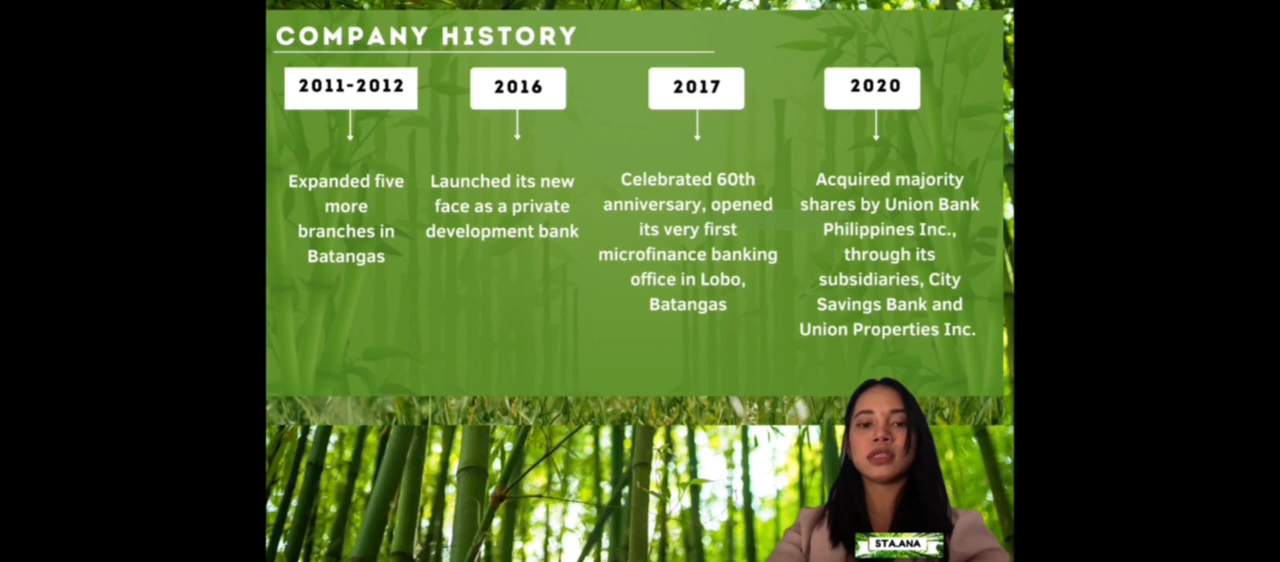 COMPANY HISTORY
2011-2012
Expanded five
more
branches in
Batangas
2016
Launched its new
face as a private
development bank
2017
Celebrated 60th
anniversary, opened
its very first
microfinance banking
office in Lobo,
Batangas
2020
Acquired majority
shares by Union Bank
Philippines Inc.,
through its
subsidiaries, City
Savings Bank and
Union Properties Inc.
STA.ANA